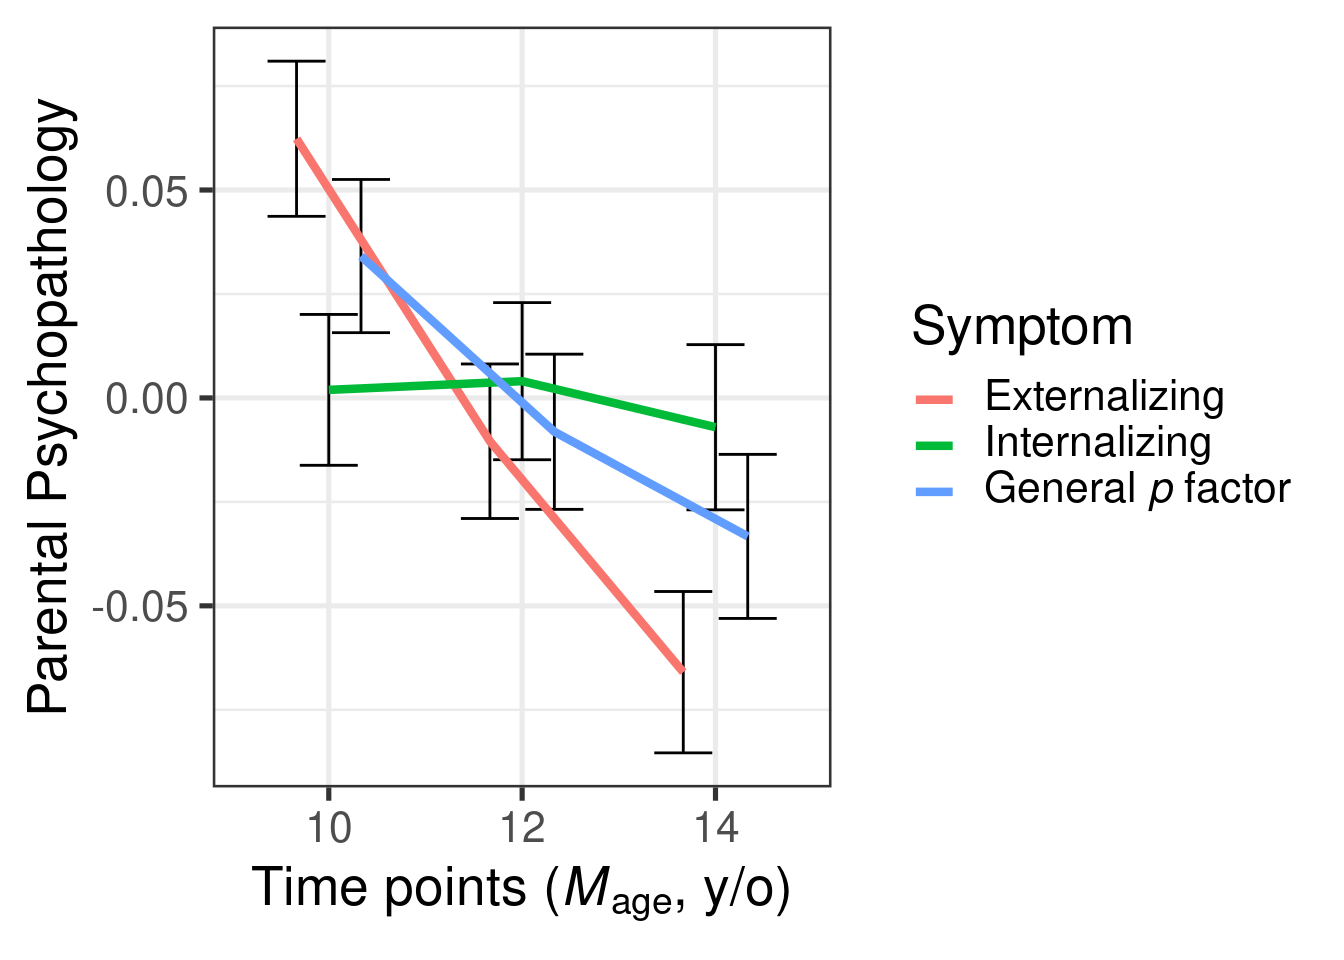 Parental Psychopathology
0.05
0.00
-0.05
10 12 14
Time points (Mage, y/o)
Symptom
Externalizing
Internalizing
General p factor